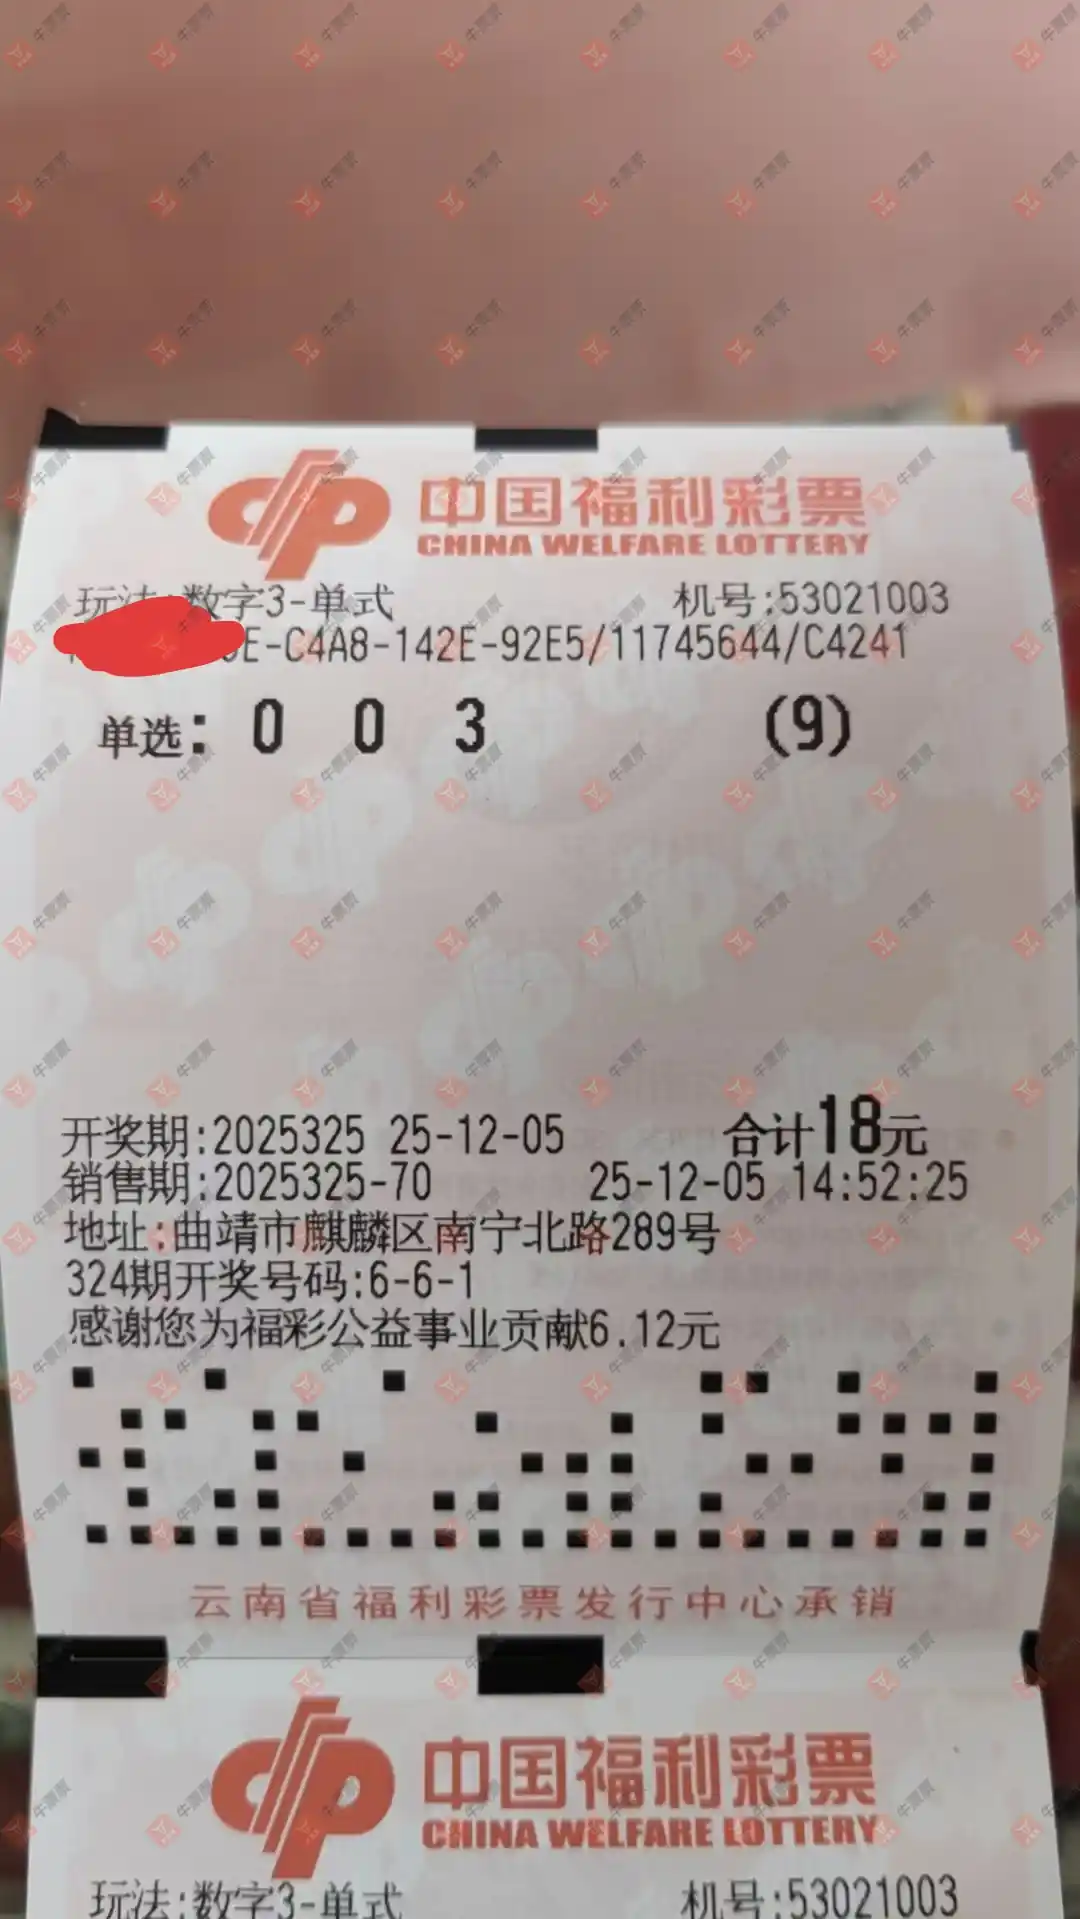 中国福利彩票
CHINA WELFARE LOTTERY
玩法:数字3-单式 机号:53021003
E-C4A8-142E-92E5/11745644/C4241
单选: 0 0 3 (9)
开奖期:2025325 25-12-05 合计18元
销售期:2025325-70 25-12-05 14:52:25
地址:曲靖市麒麟区南宁北路289号
324期开奖号码:6-6-1
感谢您为福彩公益事业贡献6.12元
云南省福利彩票发行中心承销
中国福利彩票
CHINA WELFARE LOTTERY
玩法:数字3-单式 机号:53021003
牛票票